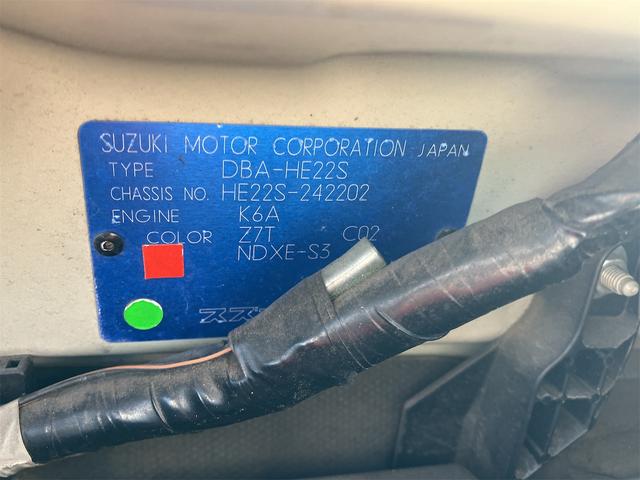 SUZUKI MOTOR CORPORATION JAPAN
TYPE DBA-HE22S
CHASSIS NO. HE22S-242202
ENGINE K6A
COLOR Z7T C02
NDXE-S3